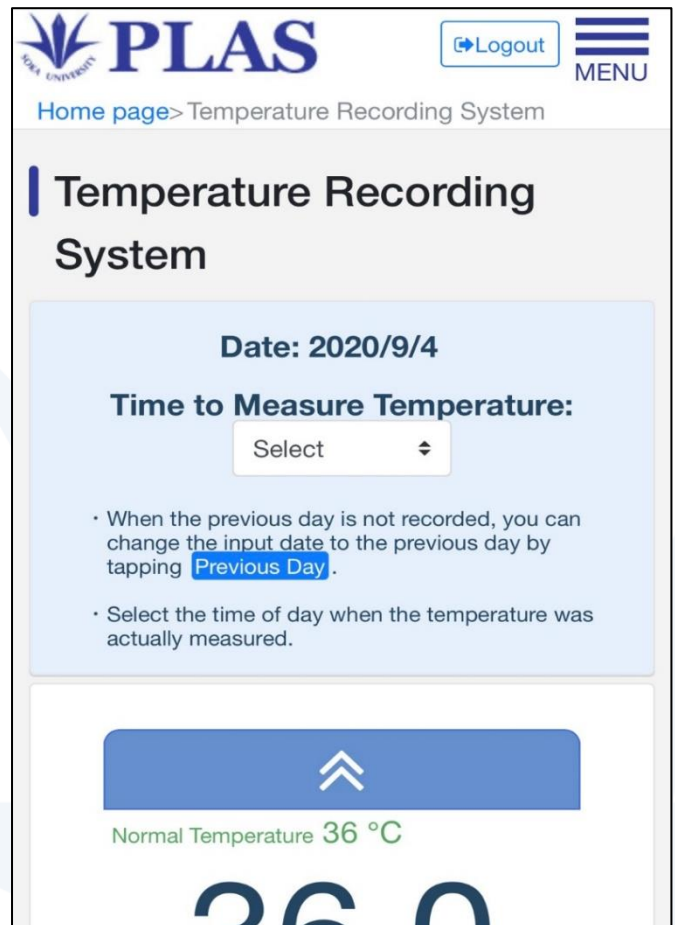 SOKA UNIVERSITY
PLAS
Logout
MENU
Home page> Temperature Recording System
Temperature Recording
System
Date: 2020/9/4
Time to Measure Temperature:
Select
・When the previous day is not recorded, you can
change the input date to the previous day by
tapping Previous Day .
・Select the time of day when the temperature was
actually measured.
Normal Temperature 36 °C